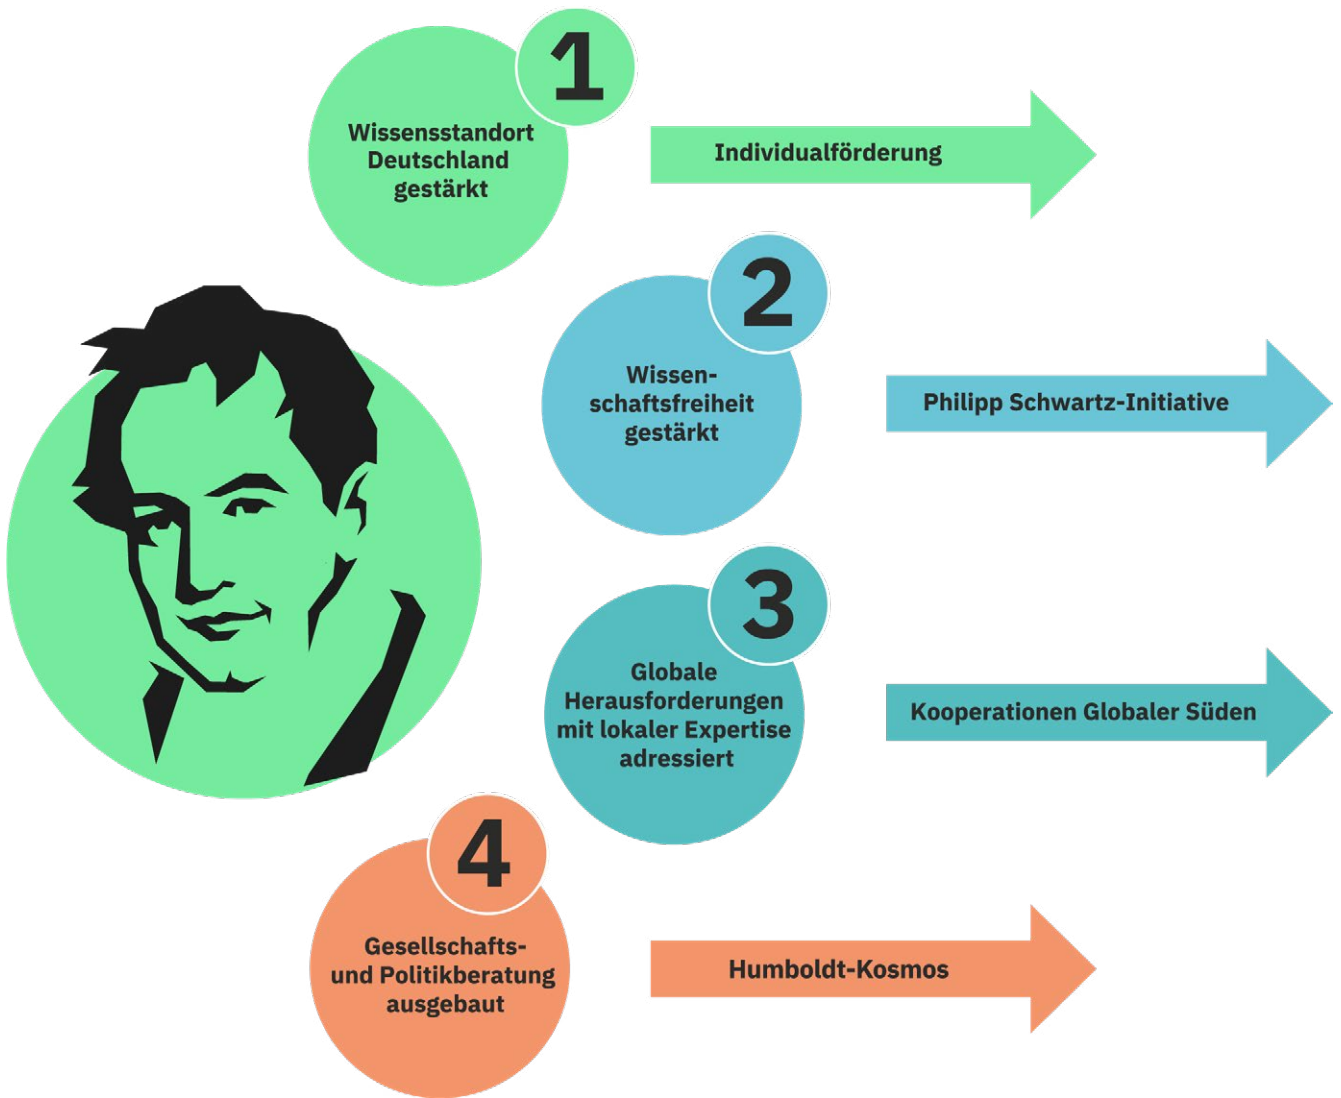 1
Wissensstandort
Deutschland
gestärkt
Individualförderung
2
Wissen-
schaftsfreiheit
gestärkt
Philipp Schwartz-Initiative
3
Globale
Herausforderungen
mit lokaler Expertise
adressiert
Kooperationen Globaler Süden
4
Gesellschafts-
und Politikberatung
ausgebaut
Humboldt-Kosmos